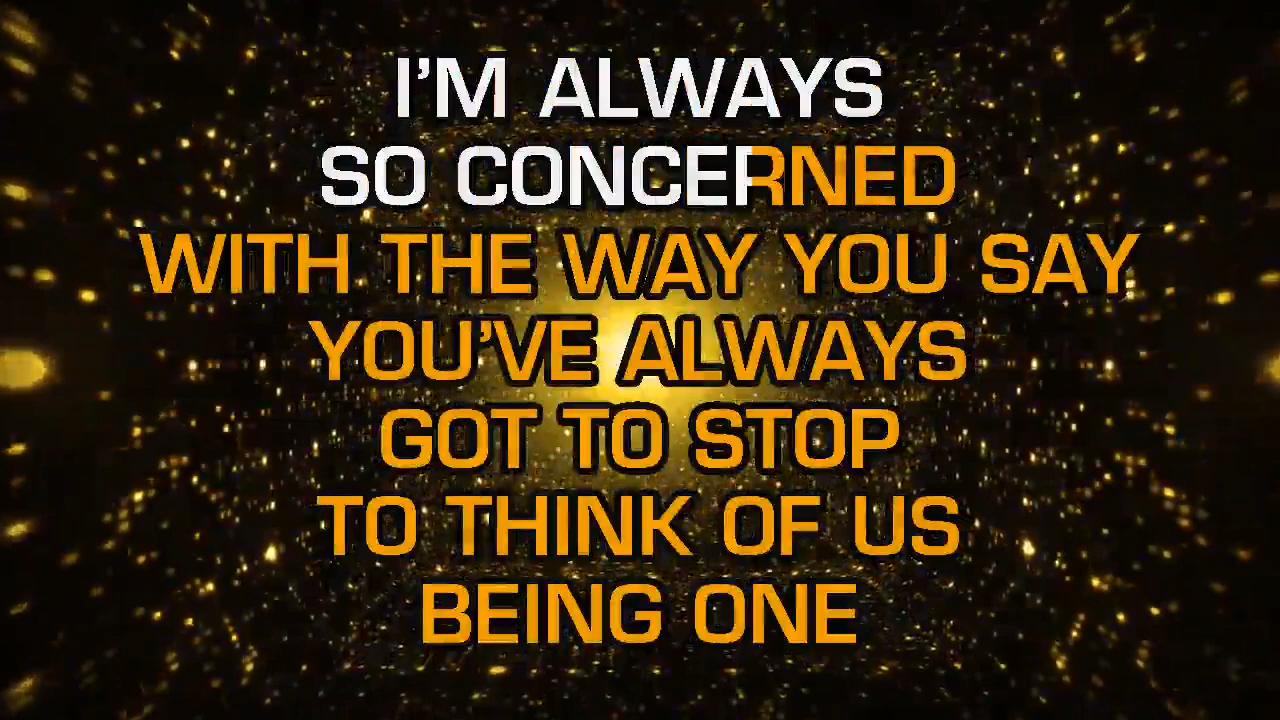 I'M ALWAYS
SO CONCERNED
WITH THE WAY YOU SAY
YOU'VE ALWAYS
GOT TO STOP
TO THINK OF US
BEING ONE